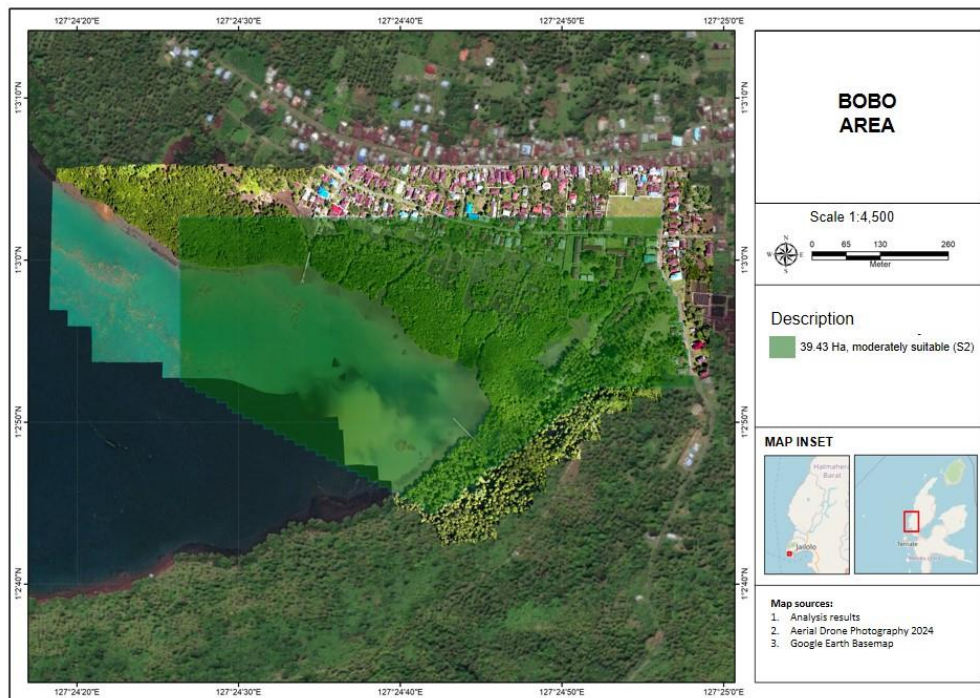 127°24'20"E
127°24'30"E
127°24'40"E
127°24'50"E
127°25'0"E
1°3'10"N
1°3'10"N
1°3'0"N
1°3'0"N
1°2'50"N
1°2'50"N
1°2'40"N
1°2'40"N
127°24'20"E
127°24'30"E
127°24'40"E
127°24'50"E
127°25'0"E
BOBO
AREA
Scale 1:4,500
N
W
E
S
0 65 130 260
Meter
Description
39.43 Ha, moderately suitable (S2)
MAP INSET
Halmahera
Barat
Jailolo
Ternate
Map sources:
1. Analysis results
2. Aerial Drone Photography 2024
3. Google Earth Basemap